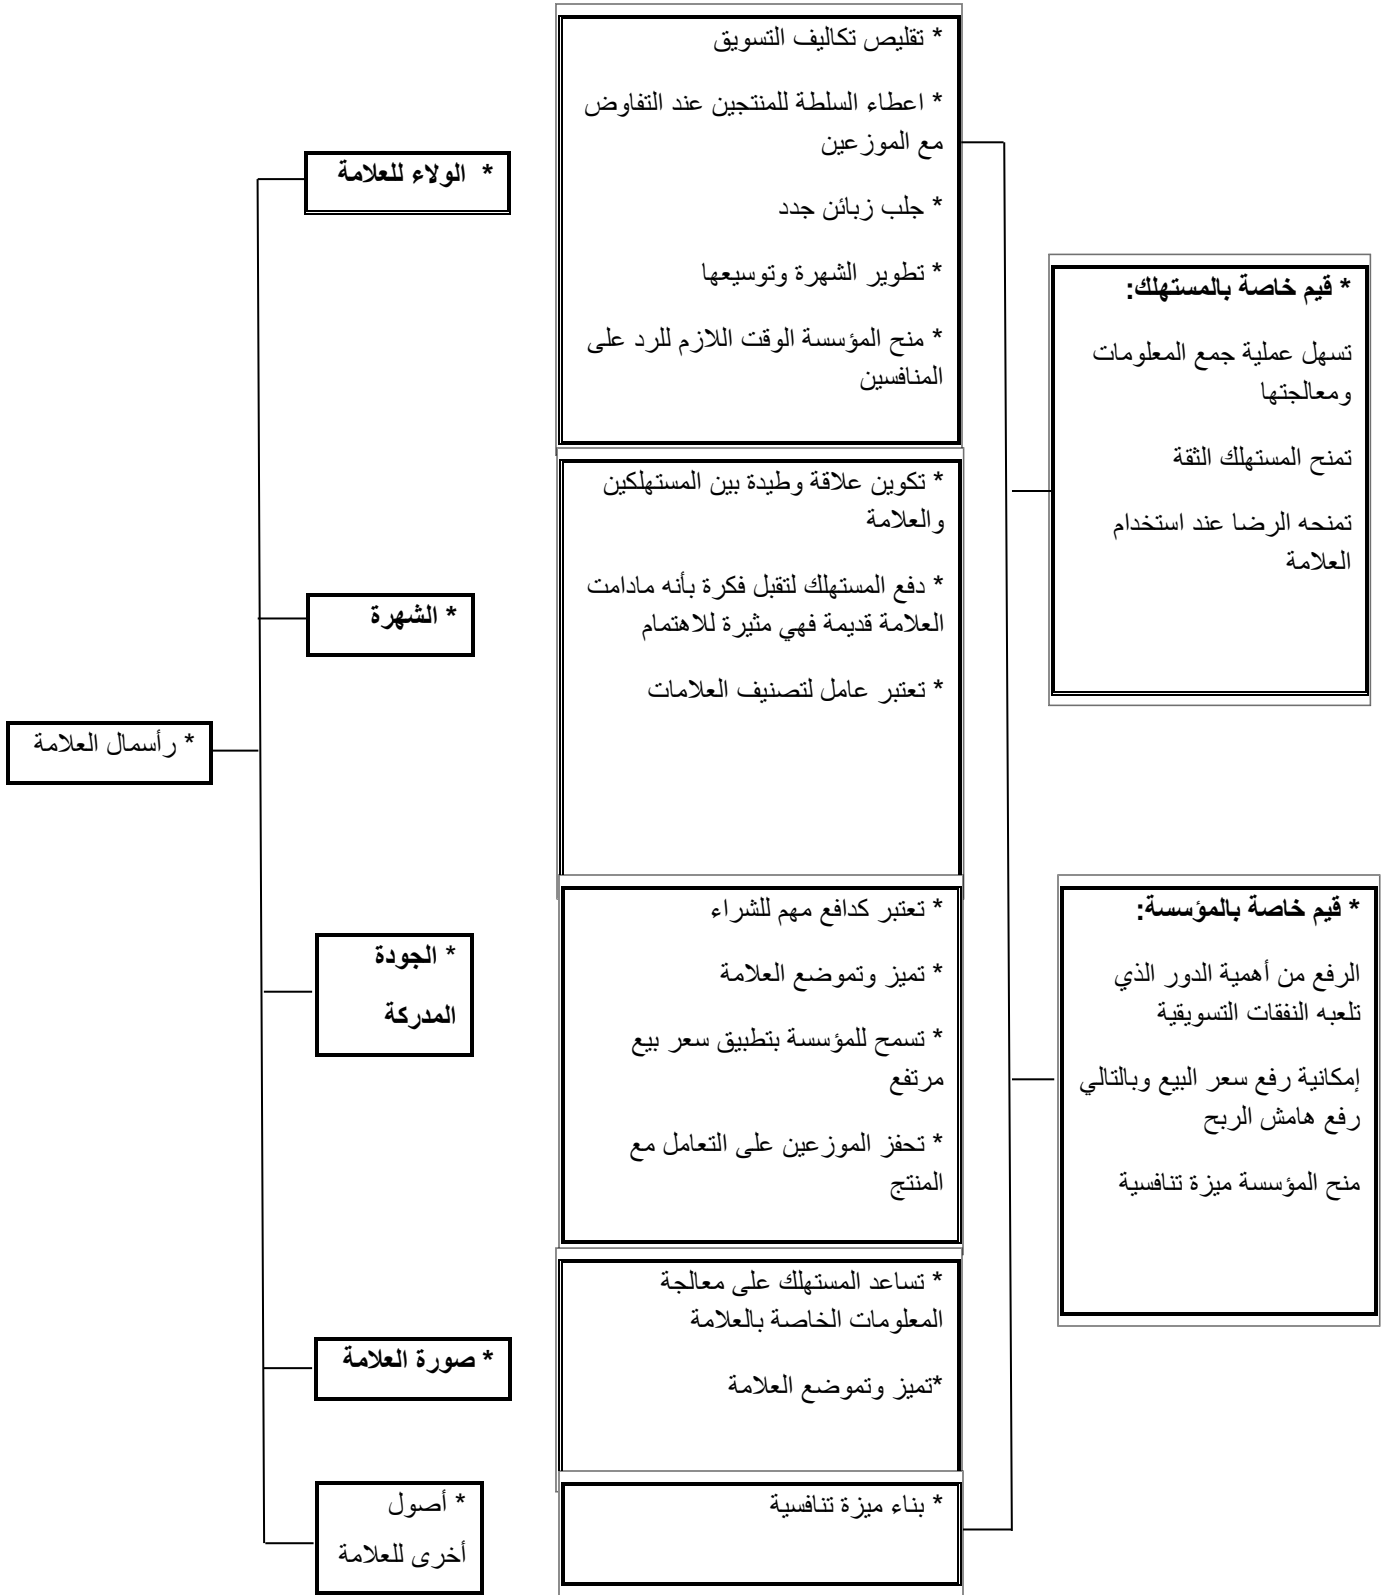 * رأسمال العلامة
* الولاء للعلامة
* الشهرة
* الجودة
المدركة
* صورة العلامة
* أصول
أخرى للعلامة
* تقليص تكاليف التسويق
* اعطاء السلطة للمنتجين عند التفاوض
مع الموزعين
* جلب زبائن جدد
* تطوير الشهرة وتوسيعها
* منح المؤسسة الوقت اللازم للرد على
المنافسين
* تكوين علاقة وطيدة بين المستهلكين
والعلامة
* دفع المستهلك لتقبل فكرة بأنه مادامت
العلامة قديمة فهي مثيرة للاهتمام
* تعتبر عامل لتصنيف العلامات
* تعتبر كدافع مهم للشراء
* تميز وتموضع العلامة
* تسمح للمؤسسة بتطبيق سعر بيع
مرتفع
* تحفز الموزعين على التعامل مع
المنتج
* تساعد المستهلك على معالجة
المعلومات الخاصة بالعلامة
*تميز وتموضع العلامة
* بناء ميزة تنافسية
* قيم خاصة بالمستهلك:
تسهل عملية جمع المعلومات
ومعالجتها
تمنح المستهلك الثقة
تمنحه الرضا عند استخدام
العلامة
* قيم خاصة بالمؤسسة:
الرفع من أهمية الدور الذي
تلعبه النفقات التسويقية
إمكانية رفع سعر البيع وبالتالي
رفع هامش الربح
منح المؤسسة ميزة تنافسية